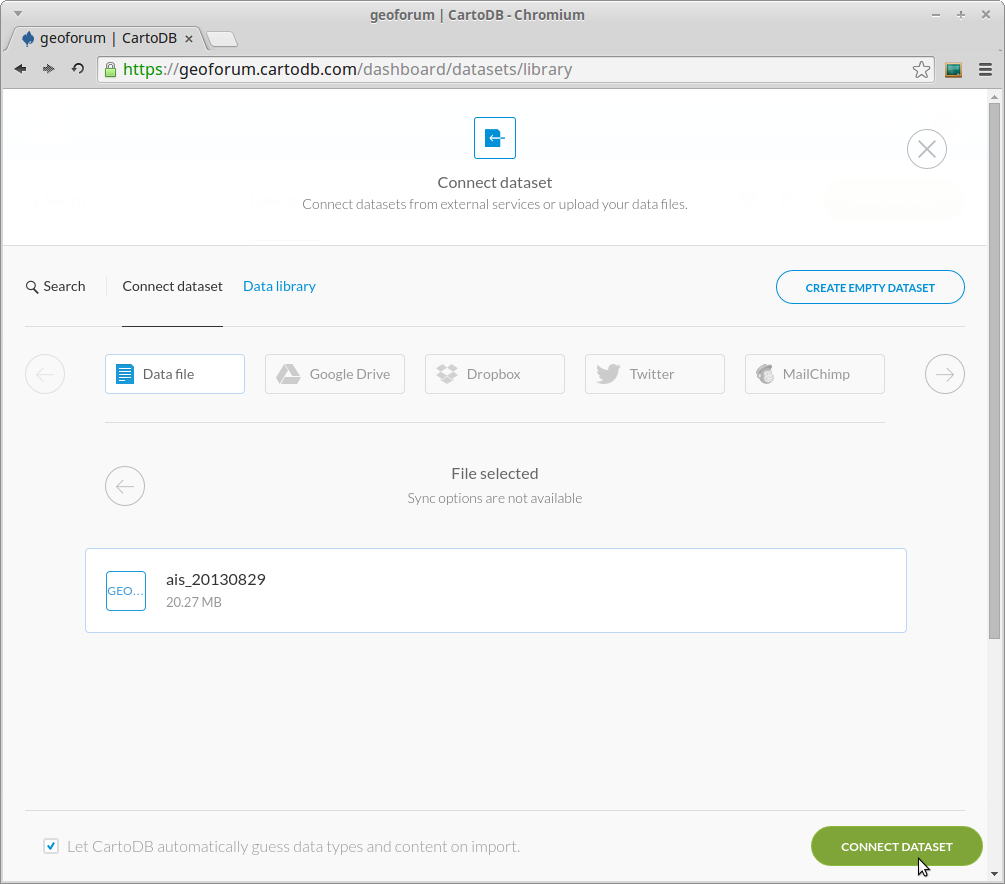 geoforum | CartoDB - Chromium
geoforum | CartoDB
https://geoforum.cartodb.com/dashboard/datasets/library
Connect dataset
Connect datasets from external services or upload your data files.
Search
Connect dataset
Data library
CREATE EMPTY DATASET
Data file
Google Drive
Dropbox
Twitter
MailChimp
File selected
Sync options are not available
GEO...
ais_20130829
20.27 MB
Let CartoDB automatically guess data types and content on import.
CONNECT DATASET